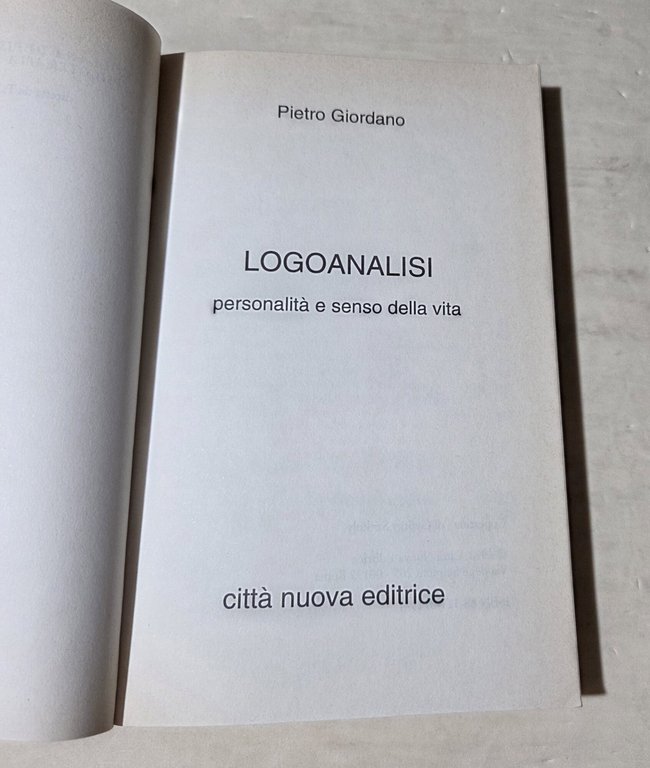 Pietro Giordano
LOGOANALISI
personalità e senso della vita
città nuova editrice